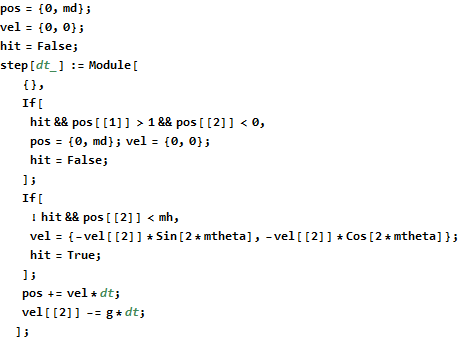 pos = {0, md};
vel = {0, 0};
hit = False;
step[dt_] := Module[
{},
If[
hit && pos[[1]] > 1 && pos[[2]] < 0,
pos = {0, md}; vel = {0, 0};
hit = False;
];
If[
! hit && pos[[2]] < mh,
vel = {-vel[[2]] * Sin[2 * mtheta], -vel[[2]] * Cos[2 * mtheta]};
hit = True;
];
pos += vel * dt;
vel[[2]] -= g * dt;
];